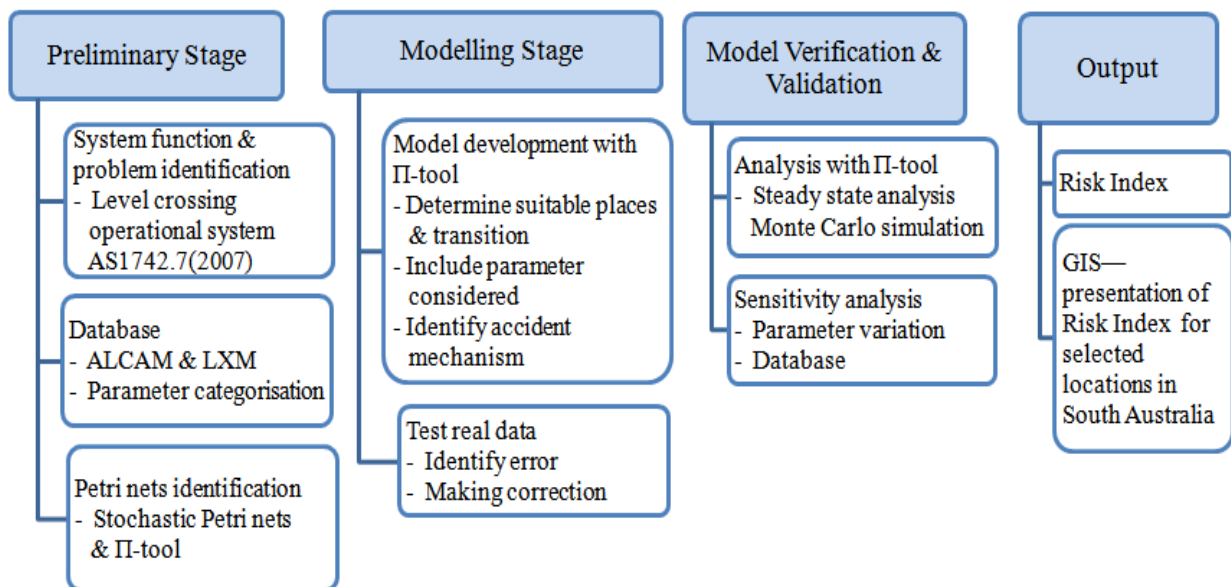 Preliminary Stage
System function &
problem identification
- Level crossing
operational system
AS1742.7(2007)
Database
- ALCAM & LXM
- Parameter categorisation
Petri nets identification
- Stochastic Petri nets
& Π-tool
Modelling Stage
Model development with
Π-tool
- Determine suitable places
& transition
- Include parameter
considered
- Identify accident
mechanism
Test real data
- Identify error
- Making correction
Model Verification &
Validation
Analysis with Π-tool
- Steady state analysis
Monte Carlo simulation
Sensitivity analysis
- Parameter variation
- Database
Output
Risk Index
GIS—
presentation of
Risk Index for
selected
locations in
South Australia